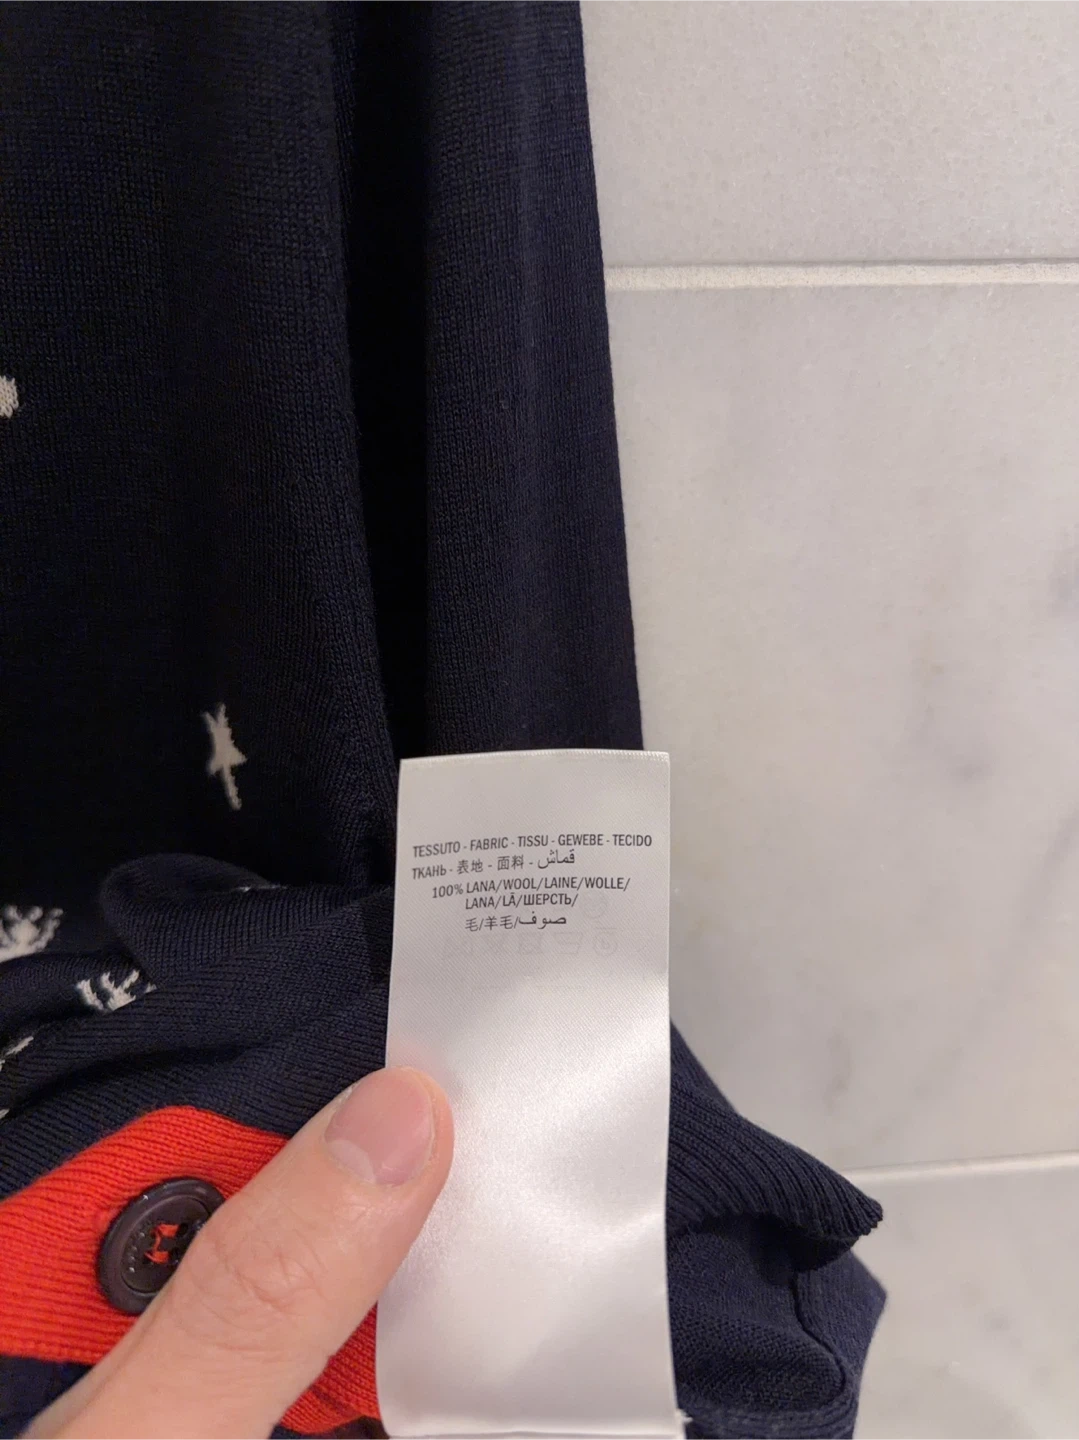 TESSUTO - FABRIC - TISSU - GEWEBE - TECIDO
ТКАНЬ - 表地 - 面料 - قماش
100% LANA/WOOL/LAINE/WOLLE/
LANA/LÃ/ШЕРСТЬ/
毛/羊毛/صوف